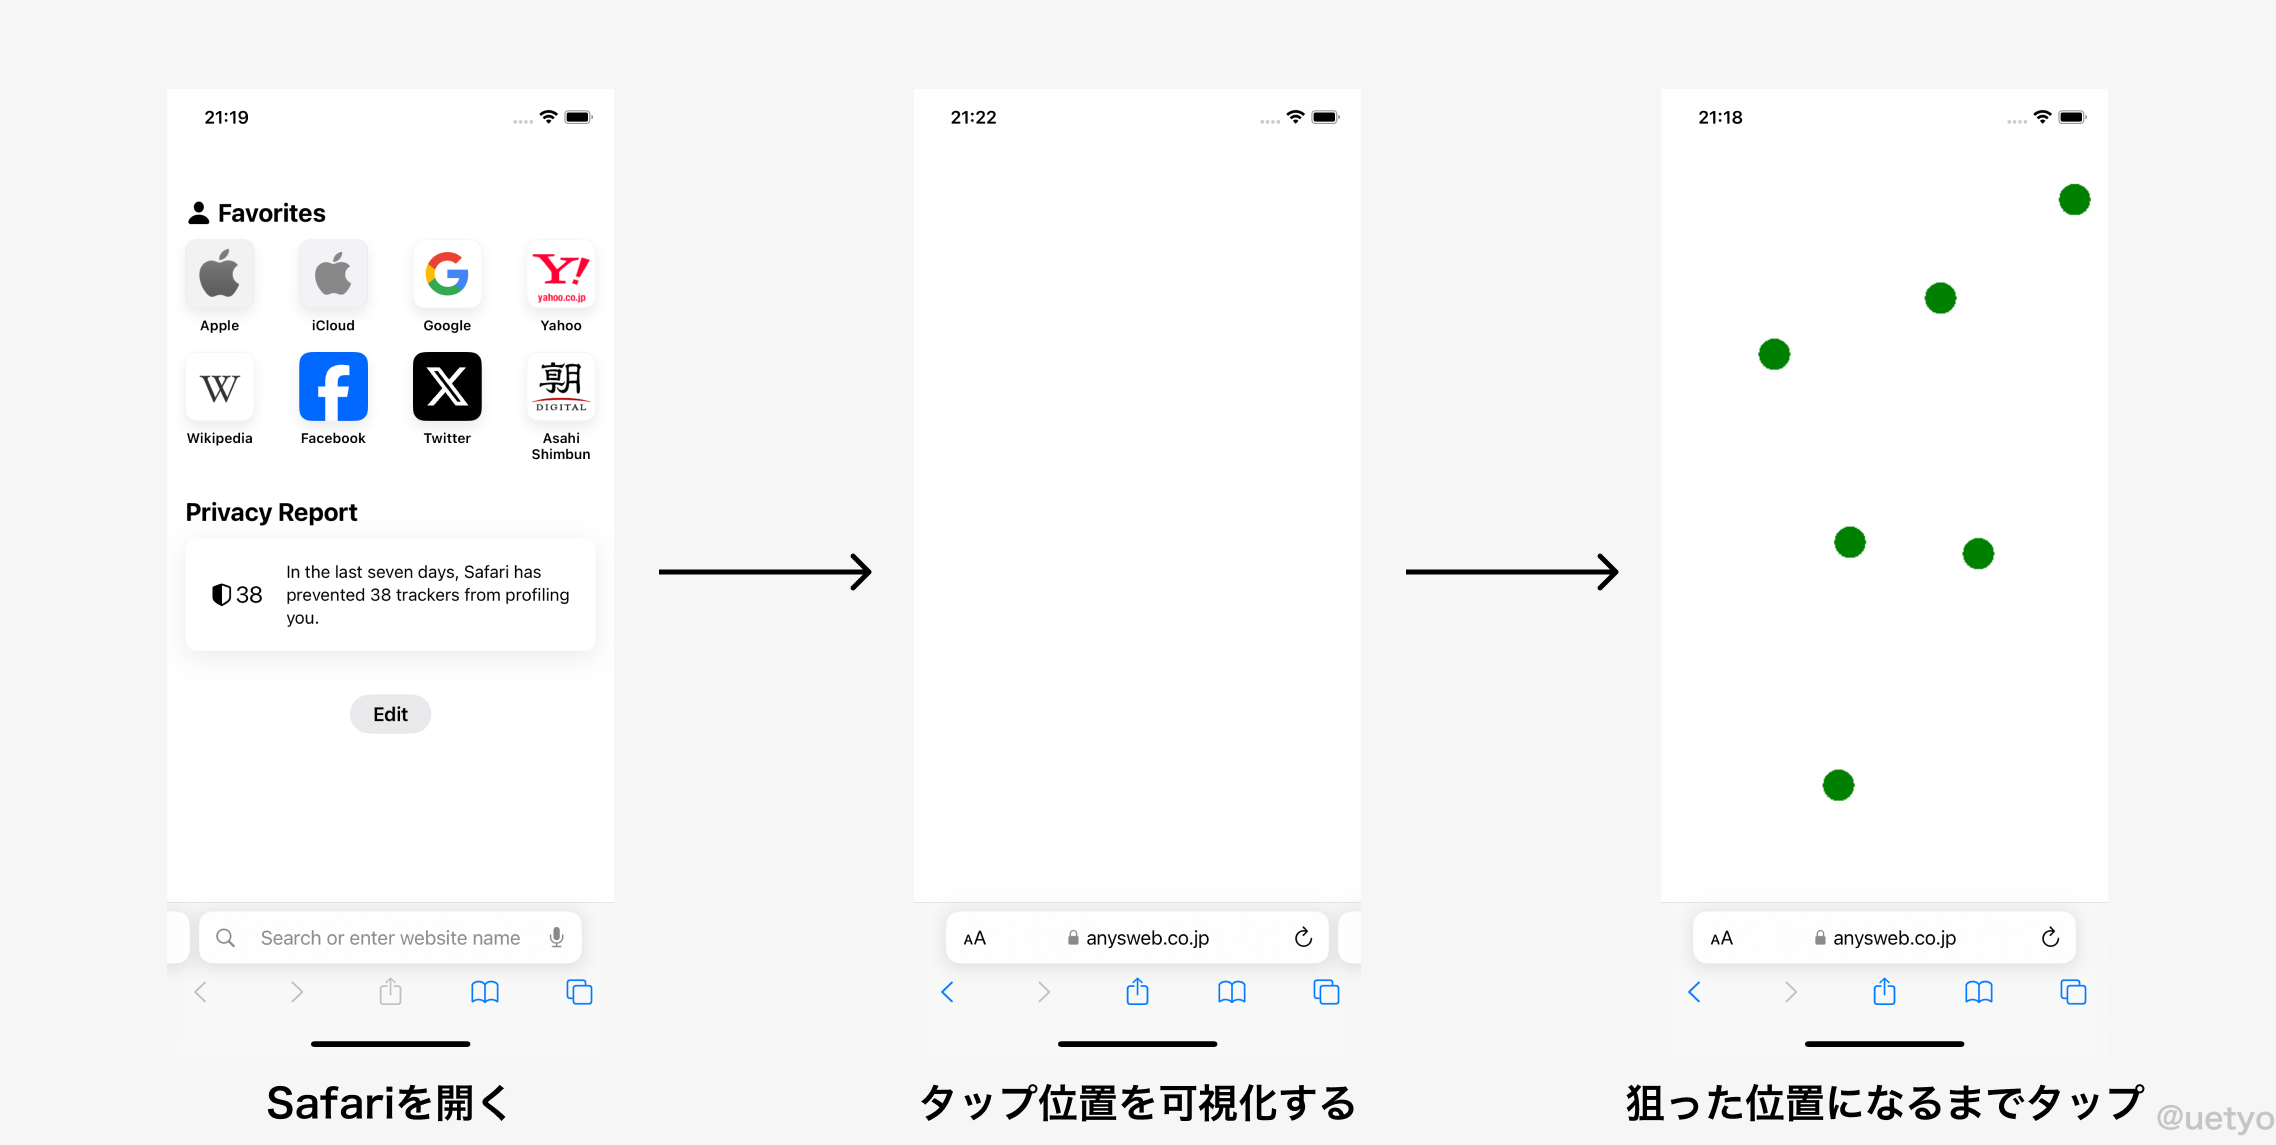 21:19
Favorites
yahoo.co.jp
Apple
iCloud
Google
Yahoo
W
朝
DIGITAL
Wikipedia
Facebook
Twitter
Asahi
Shimbun
Privacy Report
38
In the last seven days, Safari has
prevented 38 trackers from profiling
you.
Edit
Search or enter website name
Safariを開く
21:22
AA
anysweb.co.jp
タップ位置を可視化する
21:18
AA
anysweb.co.jp
狙った位置になるまでタップ
@uetyo